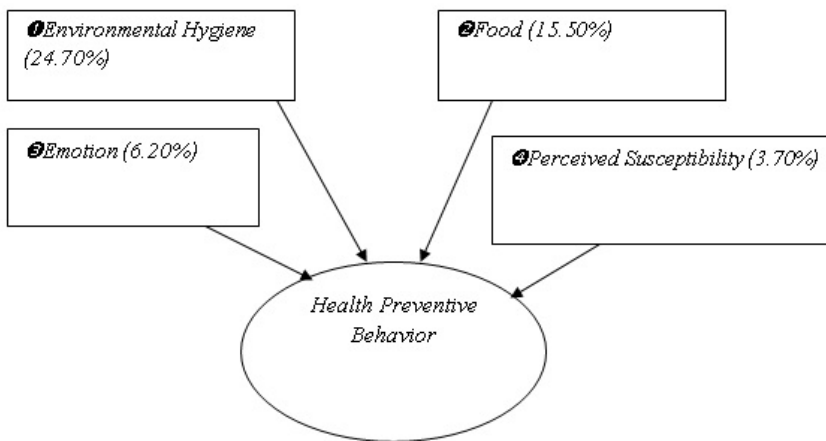 ❶Environmental Hygiene
(24.70%)
❷Food (15.50%)
❸Emotion (6.20%)
❹Perceived Susceptibility (3.70%)
Health Preventive
Behavior